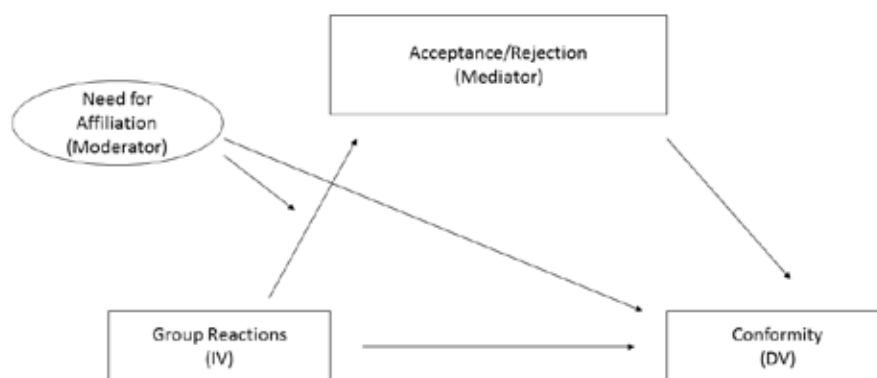 Acceptance/Rejection
(Mediator)
Need for
Affiliation
(Moderator)
Group Reactions
(IV)
Conformity
(DV)